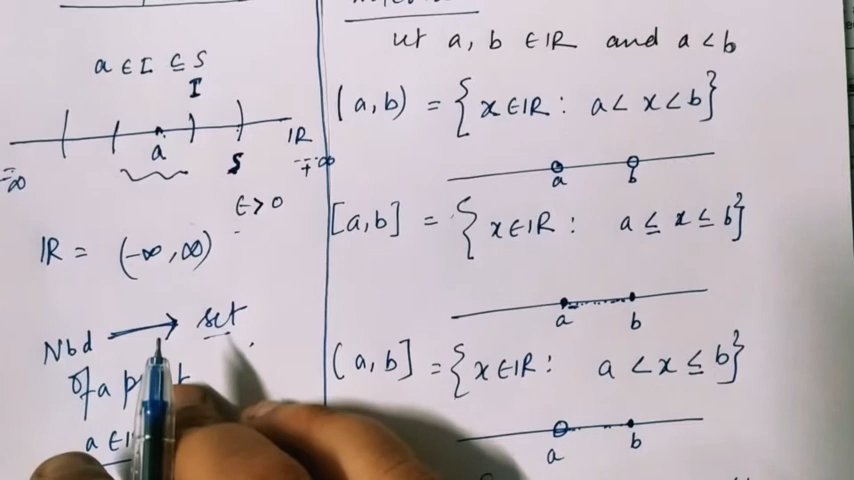 a ∈ I ⊆ S
I
a
S
IR
-∞
+∞
∈ > 0
IR = (-∞, ∞)
Nbd → set
of a
a ∈
let a, b ∈ IR and a < b
(a, b) = { x ∈ IR : a < x < b }
a b
[a, b] = { x ∈ IR : a ≤ x ≤ b }
a b
(a, b] = { x ∈ IR : a < x ≤ b }
a b